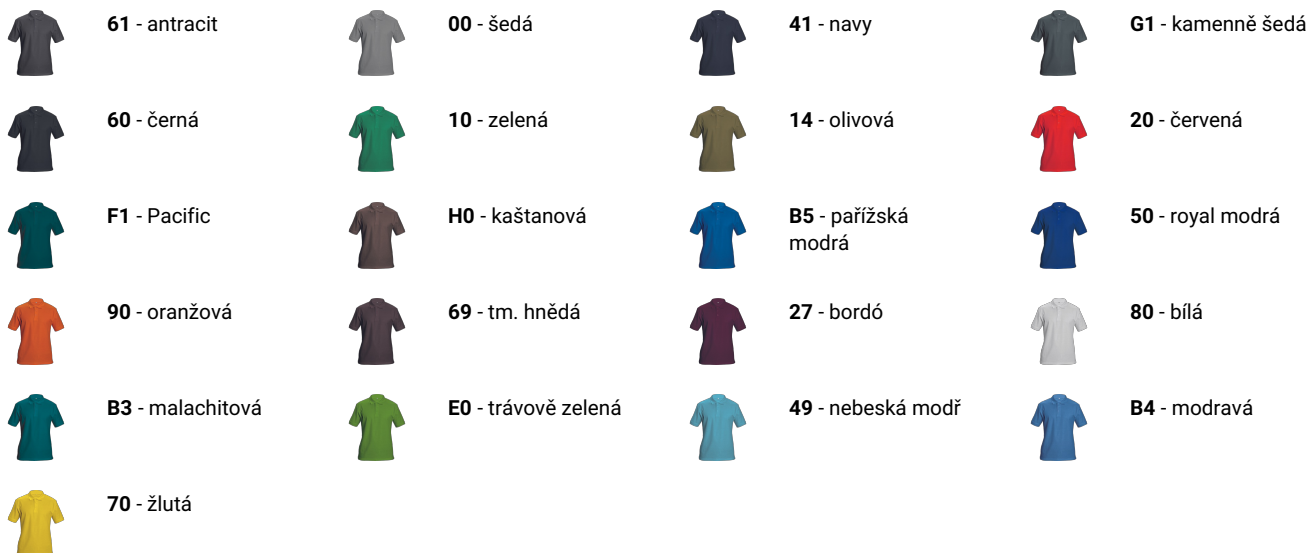 61 - antracit
00 - šedá
41 - navy
G1 - kamenně šedá
60 - černá
10 - zelená
14 - olivová
20 - červená
F1 - Pacific
H0 - kaštanová
B5 - pařížská
modrá
50 - royal modrá
90 - oranžová
69 - tm. hnědá
27 - bordó
80 - bílá
B3 - malachitová
E0 - trávově zelená
49 - nebeská modř
B4 - modravá
70 - žlutá